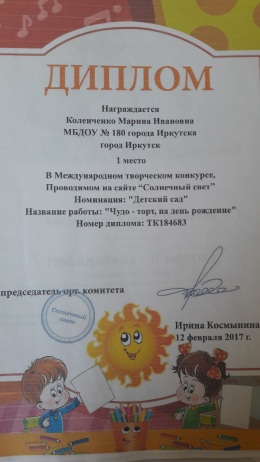 ДИПЛОМ
Награждается
Коленченко Марина Ивановна
МБДОУ № 180 города Иркутска
город Иркутск
1 место
В Международном творческом конкурсе,
Проводимом на сайте “Солнечный свет”
Номинация: "Детский сад"
Название работы: "Чудо - торт, на день рождение"
Номер диплома: ТК184683
председатель орг. комитета
Солнечный
свет
Ирина Космынина
12 февраля 2017 г.